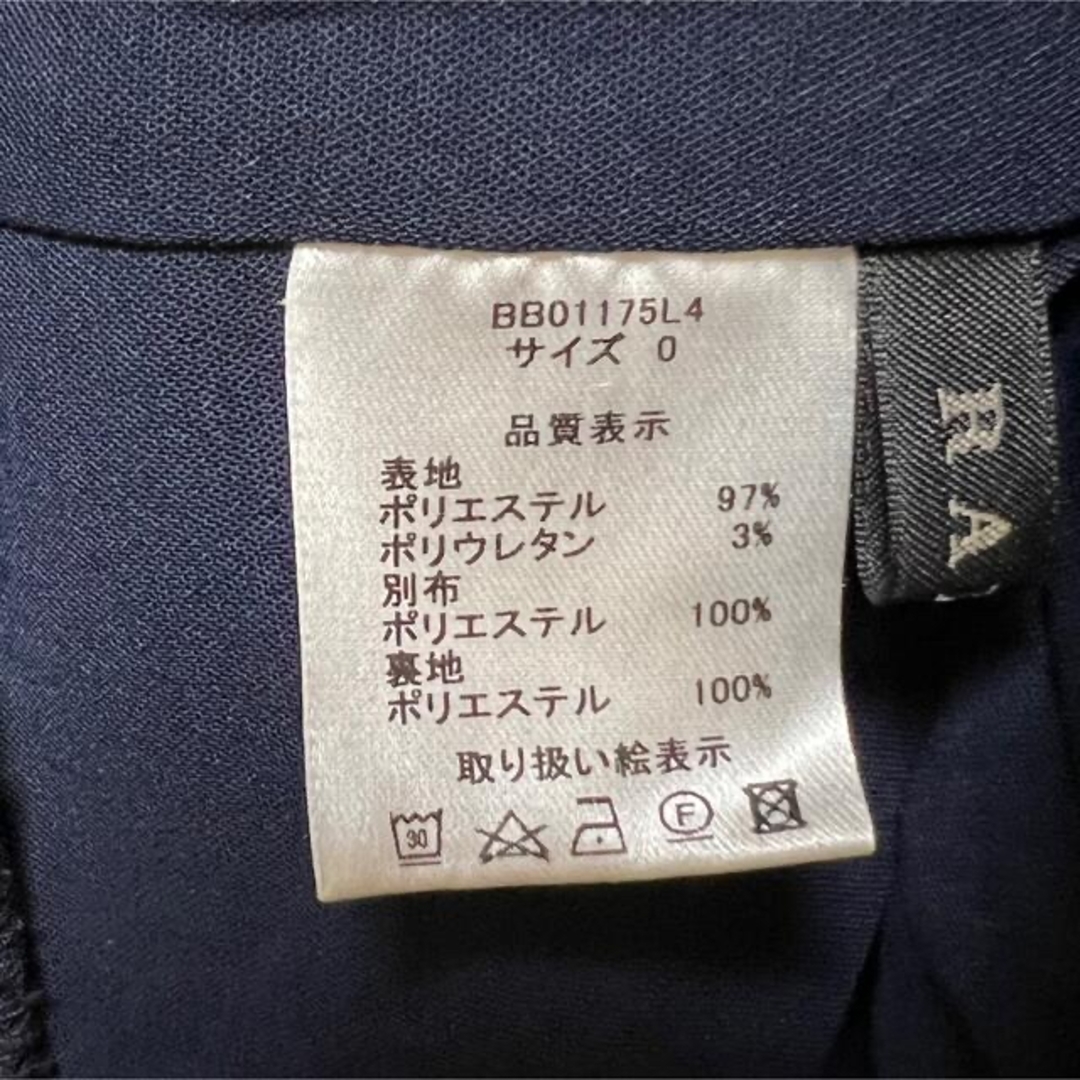 BB01175L4
サイズ 0
品質表示
表地
ポリエステル 97%
ポリウレタン 3%
別布
ポリエステル 100%
裏地
ポリエステル 100%
取り扱い絵表示
30 F
R A